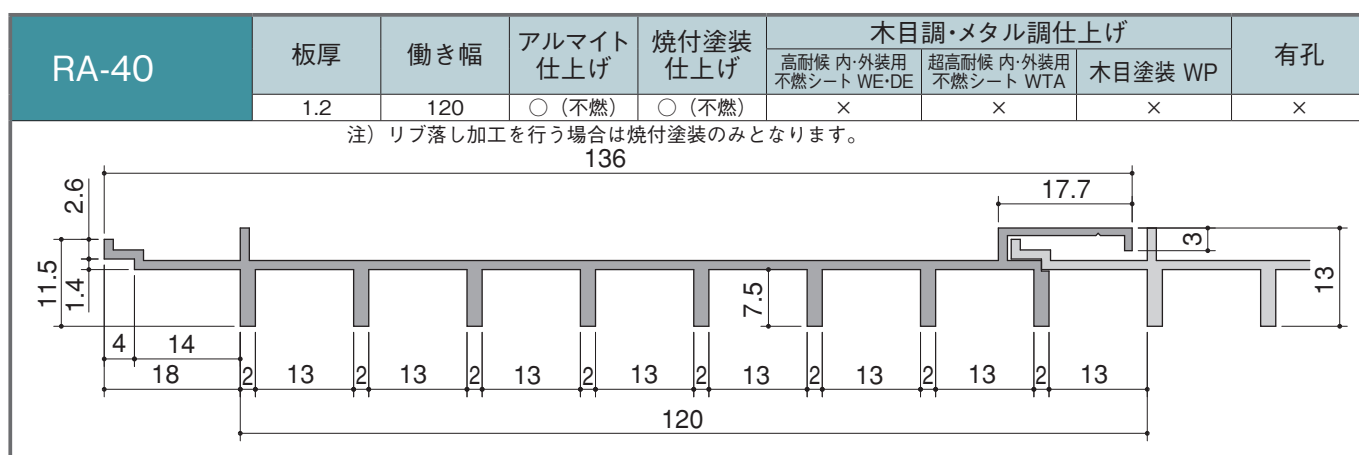 RA-40
板厚
働き幅
アルマイト
仕上げ
焼付塗装
仕上げ
木目調・メタル調仕上げ
高耐候 内・外装用
不燃シート WE・DE
超高耐候 内・外装用
不燃シート WTA
木目塗装 WP
有孔
1.2 120 ○（不燃） ○（不燃） × × × ×
注）リブ落し加工を行う場合は焼付塗装のみとなります。
136
17.7
2.6
3
11.5
1.4
7.5
13
4 14
18 2 13 2 13 2 13 2 13 2 13 2 13 2 13 2 13
120